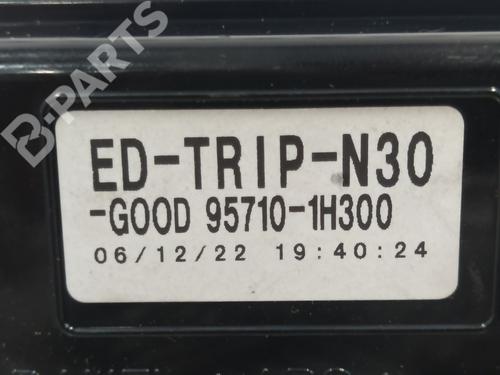 B-PARTS
ED-TRIP-N30
-GOOD 95710-1H300
06/12/22 19:40:24